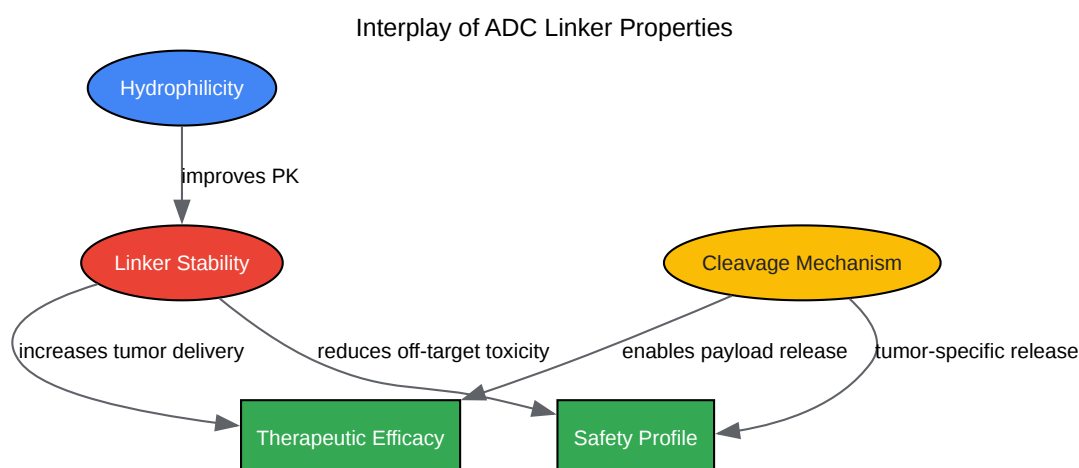 Interplay of ADC Linker Properties
Hydrophilicity
improves PK
Linker Stability
Cleavage Mechanism
increases tumor delivery
reduces off-target toxicity
enables payload release
tumor-specific release
Therapeutic Efficacy
Safety Profile